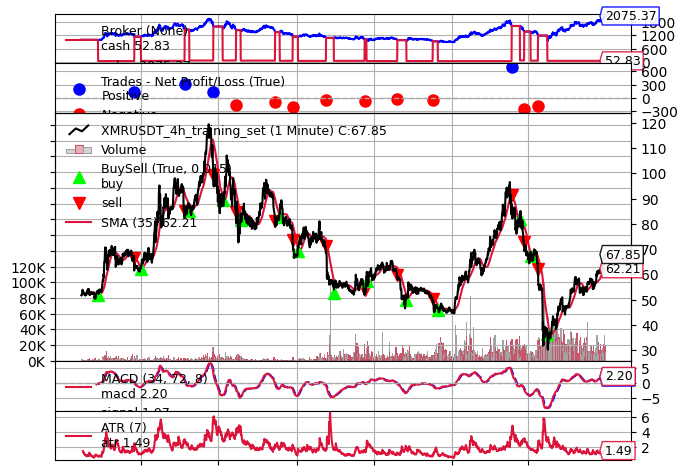 Broker (None)
cash 52.83
2075.37
1800
1200
600
0
52.83
Trades - Net Profit/Loss (True)
Positive
600
300
0
−300
XMRUSDT_4h_training_set (1 Minute) C:67.85
Volume
BuySell (True, 0.015)
buy
sell
SMA (35) 62.21
120
110
100
90
80
70
67.85
62.21
60
50
40
30
120K
100K
80K
60K
40K
20K
0K
MACD (34, 72, 8)
macd 2.20
5
2.20
0
−5
ATR (7)
atr 1.49
6
4
2
1.49